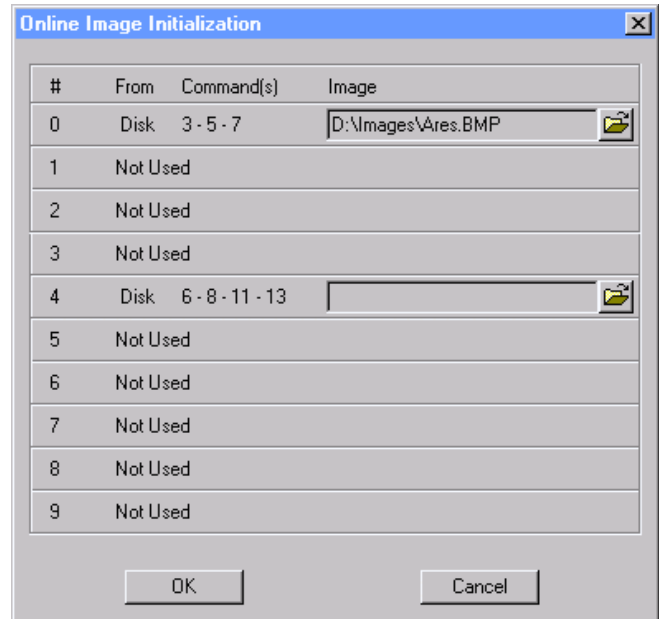 Online Image Initialization
# From Command(s) Image
0 Disk 3 - 5 - 7 D:\Images\Ares.BMP
1 Not Used
2 Not Used
3 Not Used
4 Disk 6 - 8 - 11 - 13
5 Not Used
6 Not Used
7 Not Used
8 Not Used
9 Not Used
OK Cancel